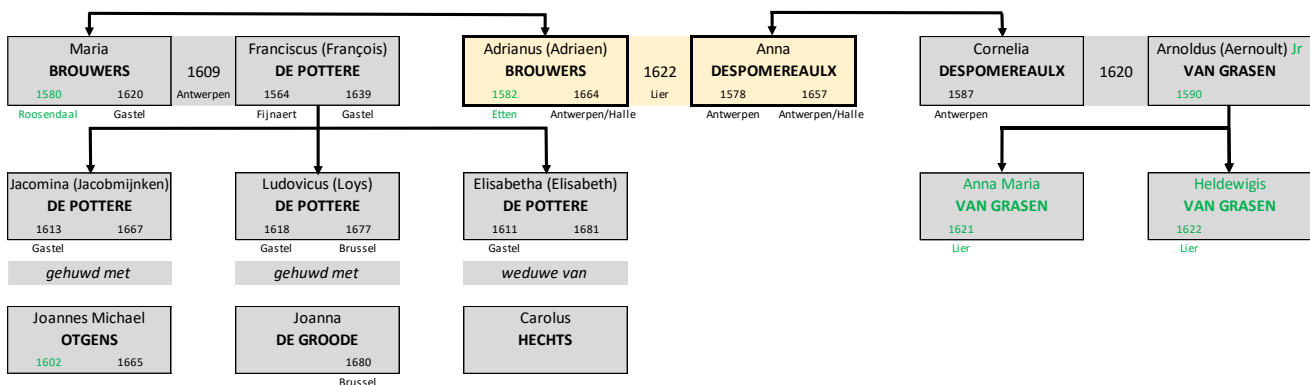 Maria
BROUWERS
1580 1620
Roosendaal Gastel
1609
Antwerpen
Franciscus (François)
DE POTTERE
1564 1639
Fijnaert Gastel
Adrianus (Adriaen)
BROUWERS
1582 1664
Etten Antwerpen/Halle
1622
Lier
Anna
DESPOMEREAULX
1578 1657
Antwerpen Antwerpen/Halle
Cornelia
DESPOMEREAULX
1587
Antwerpen
1620
Arnoldus (Aernoult) Jr
VAN GRASEN
1590
Jacomina (Jacobmijnken)
DE POTTERE
1613 1667
Gastel
gehuwd met
Joannes Michael
OTGENS
1602 1665
Ludovicus (Loys)
DE POTTERE
1618 1677
Gastel Brussel
gehuwd met
Joanna
DE GROODE
1680
Brussel
Elisabetha (Elisabeth)
DE POTTERE
1611 1681
Gastel
weduwe van
Carolus
HECHTS
Anna Maria
VAN GRASEN
1621
Lier
Heldewigis
VAN GRASEN
1622
Lier